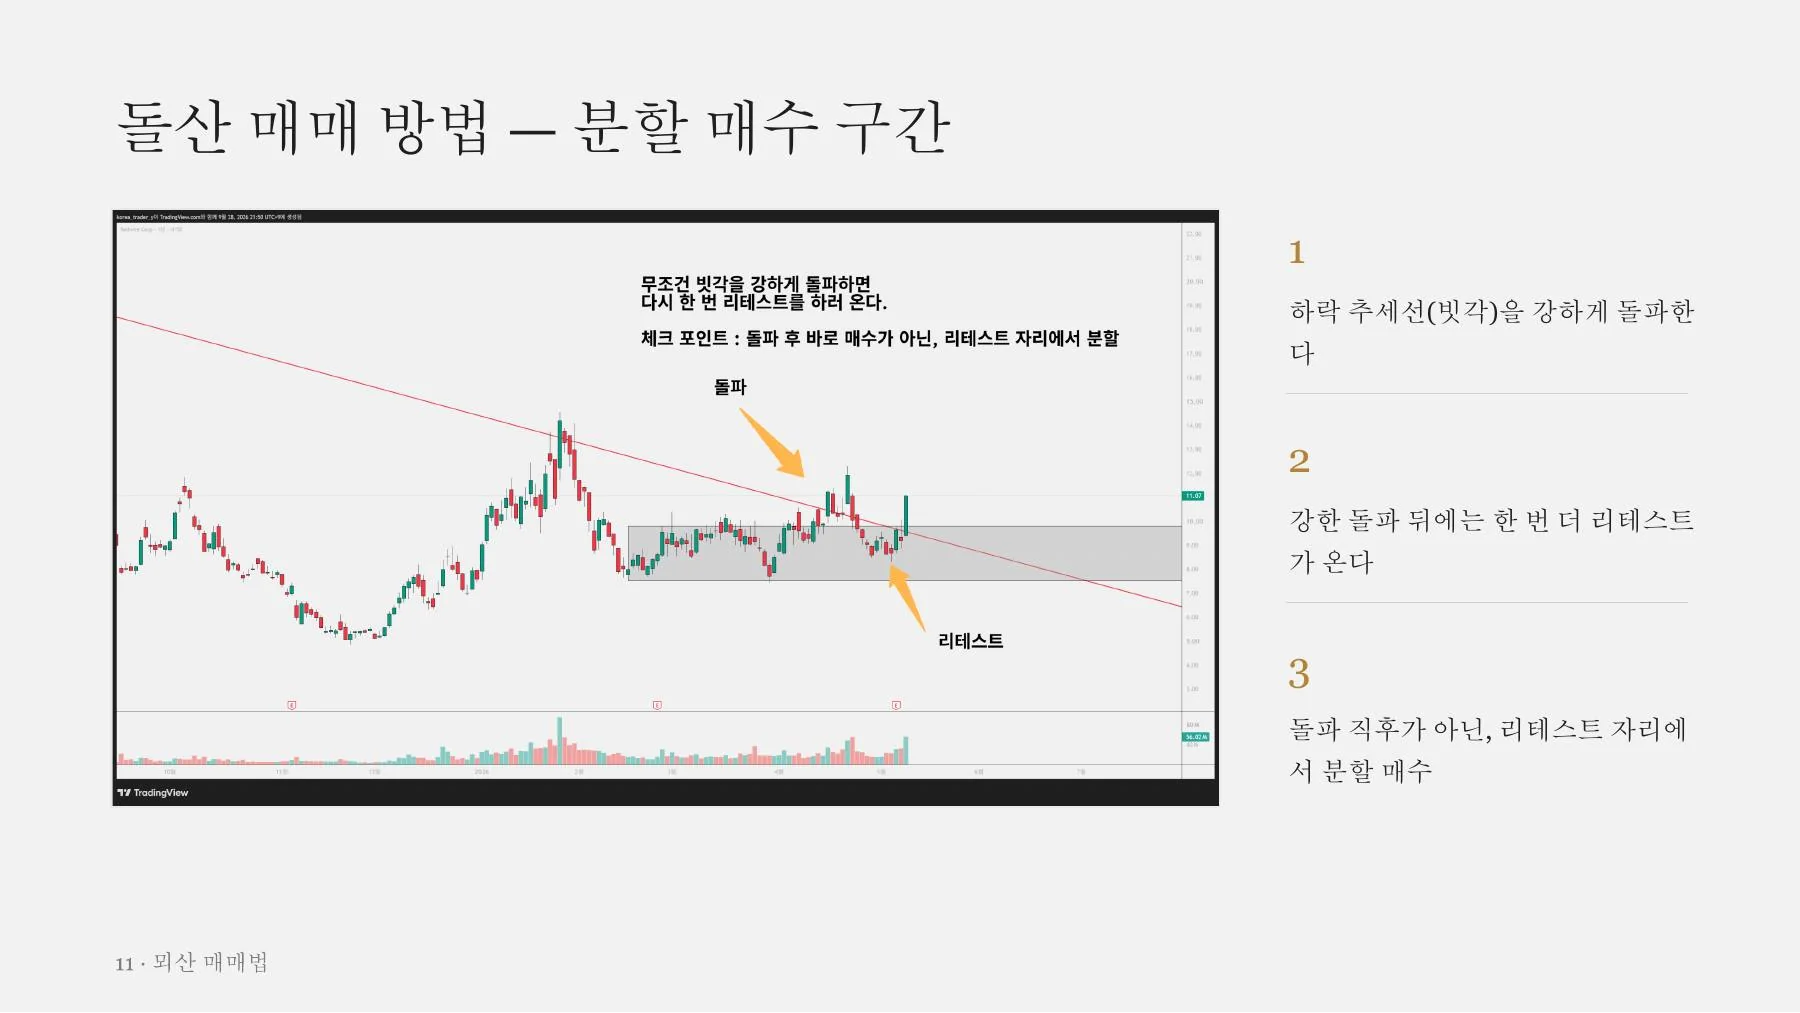 돌산 매매 방법 — 분할 매수 구간
무조건 빗각을 강하게 돌파하면
다시 한 번 리테스트를 하러 온다.
체크 포인트 : 돌파 후 바로 매수가 아닌, 리테스트 자리에서 분할
돌파
리테스트
11.07
56.02M
2026
TradingView
1
하락 추세선(빗각)을 강하게 돌파한
다
2
강한 돌파 뒤에는 한 번 더 리테스트
가 온다
3
돌파 직후가 아닌, 리테스트 자리에
서 분할 매수
11 · 뫼산 매매법